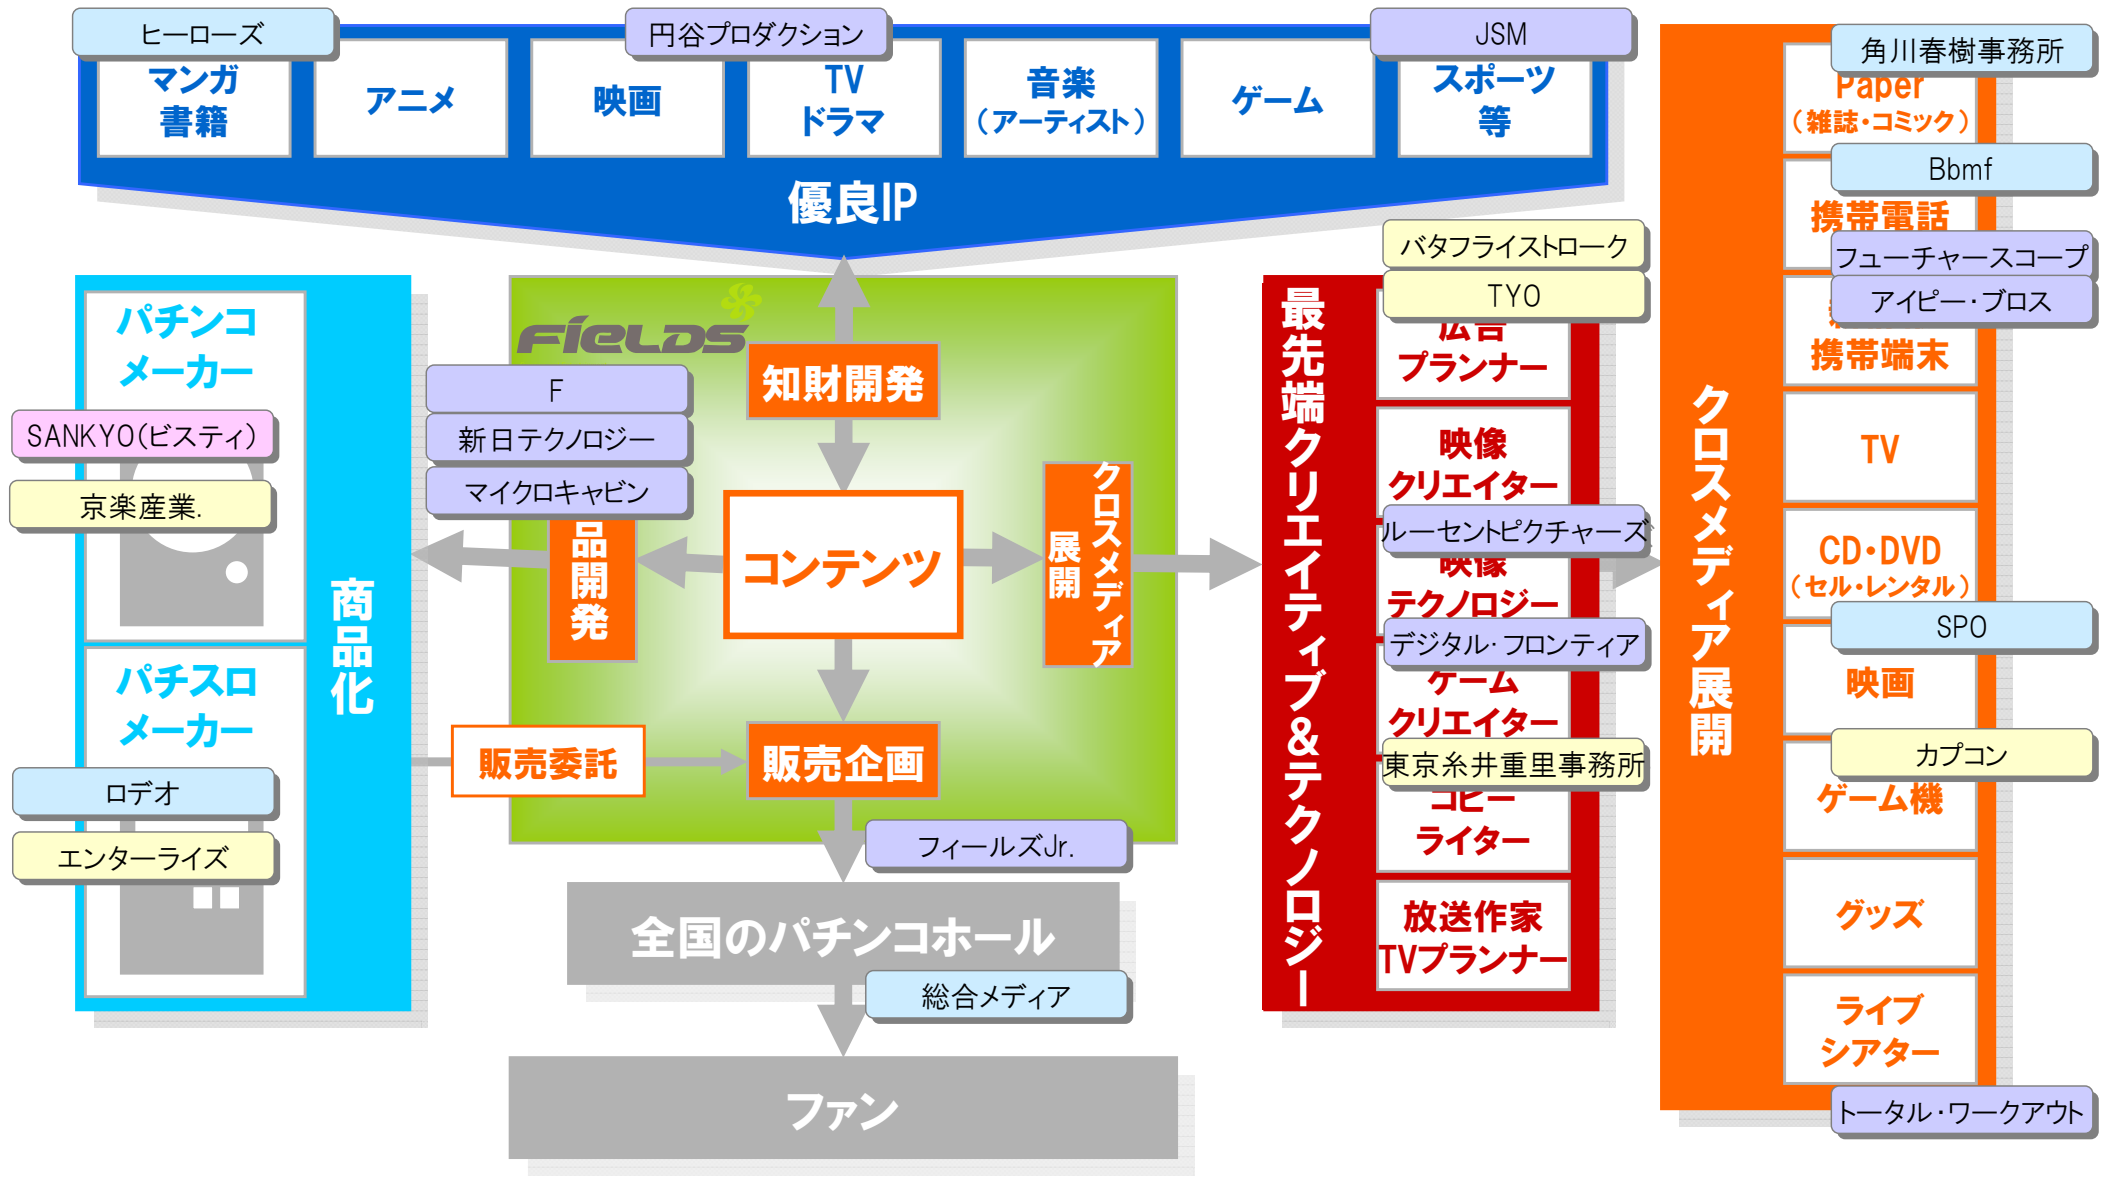 ヒーローズ
円谷プロダクション
JSM
マンガ
書籍
アニメ
映画
TV
ドラマ
音楽
（アーティスト）
ゲーム
スポーツ
等
優良IP
パチンコ
メーカー
SANKYO(ビスティ)
京楽産業.
パチスロ
メーカー
ロデオ
エンターライズ
商品化
FIELDS
知財開発
F
新日テクノロジー
マイクロキャビン
品開発
コンテンツ
クロスメディア
展開
販売委託
販売企画
フィールズJr.
全国のパチンコホール
総合メディア
ファン
最先端クリエイティブ&テクノロジー
バタフライストローク
TYO
広告
プランナー
映像
クリエイター
ルーセントピクチャーズ
映像
テクノロジー
デジタル・フロンティア
ゲーム
クリエイター
東京糸井重里事務所
コピー
ライター
放送作家
TVプランナー
クロスメディア展開
角川春樹事務所
Paper
（雑誌・コミック）
Bbmf
携帯電話
フューチャースコープ
アイピー・ブロス
携帯端末
TV
CD・DVD
（セル・レンタル）
SPO
映画
カプコン
ゲーム機
グッズ
ライブ
シアター
トータル・ワークアウト